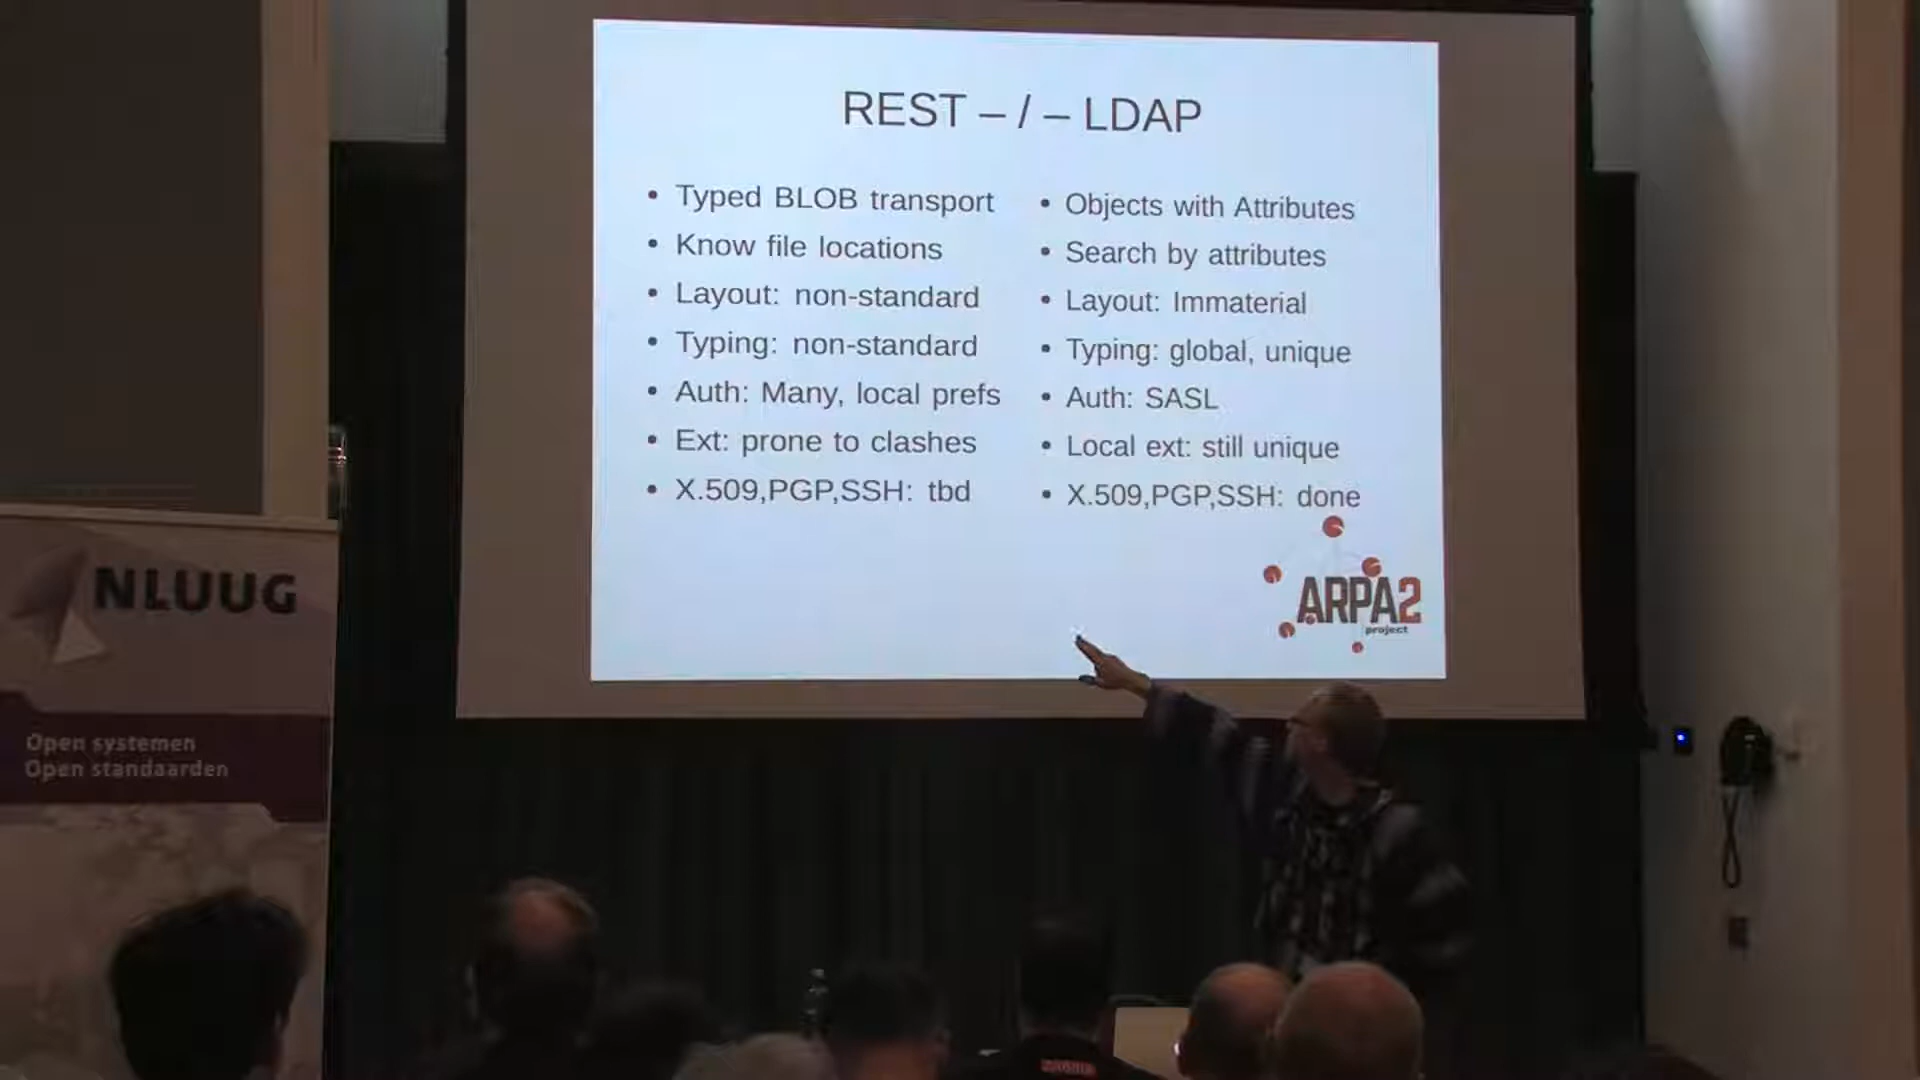 REST – / – LDAP
• Typed BLOB transport
• Know file locations
• Layout: non-standard
• Typing: non-standard
• Auth: Many, local prefs
• Ext: prone to clashes
• X.509,PGP,SSH: tbd
• Objects with Attributes
• Search by attributes
• Layout: Immaterial
• Typing: global, unique
• Auth: SASL
• Local ext: still unique
• X.509,PGP,SSH: done
ARPA2
project
NLUUG
Open systemen
Open standaarden